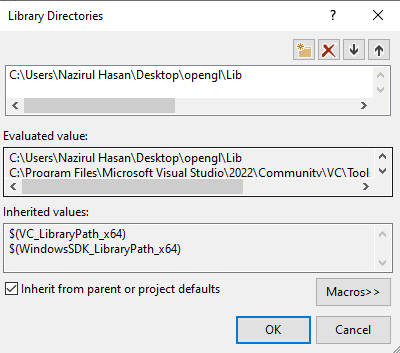 Library Directories
C:\Users\Nazirul Hasan\Desktop\opengl\Lib
Evaluated value:
C:\Users\Nazirul Hasan\Desktop\opengl\Lib
C:\Program Files\Microsoft Visual Studio\2022\Community\VC\Tool
Inherited values:
$(VC_LibraryPath_x64)
$(WindowsSDK_LibraryPath_x64)
Inherit from parent or project defaults
Macros>>
OK
Cancel